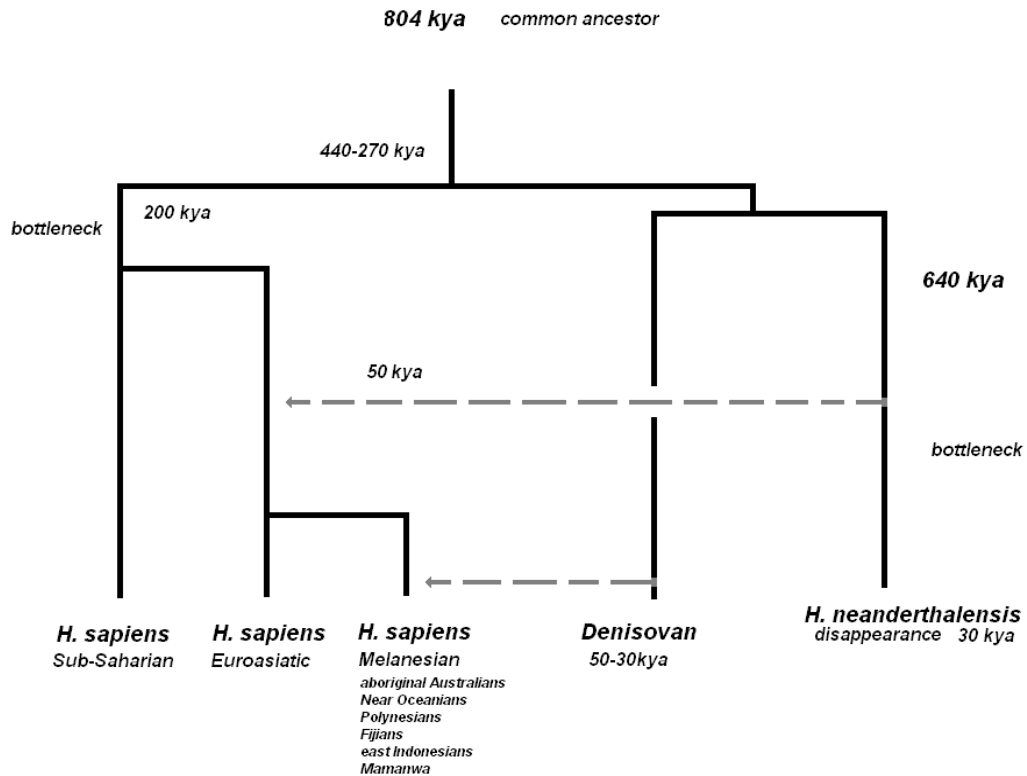 804 kya common ancestor
440-270 kya
200 kya
bottleneck
640 kya
50 kya
bottleneck
H. sapiens
Sub-Saharian
H. sapiens
Euroasiatic
H. sapiens
Melanesian
aboriginal Australians
Near Oceanians
Polynesians
Fijians
east Indonesians
Mamanwa
Denisovan
50-30kya
H. neanderthalensis
disappearance 30 kya